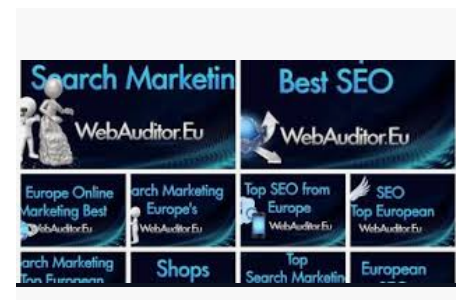 Search Marketin
WebAuditor.Eu
Best SEO
WebAuditor.Eu
Europe Online
Marketing Best
WebAuditor.Eu
arch Marketing
Europe's
WebAuditor.Eu
Top SEO from
Europe
WebAuditor.Eu
SEO
Top European
WebAuditor.Eu
arch Marketing
Top European
Shops
Top
Search Marketin
European
SEO